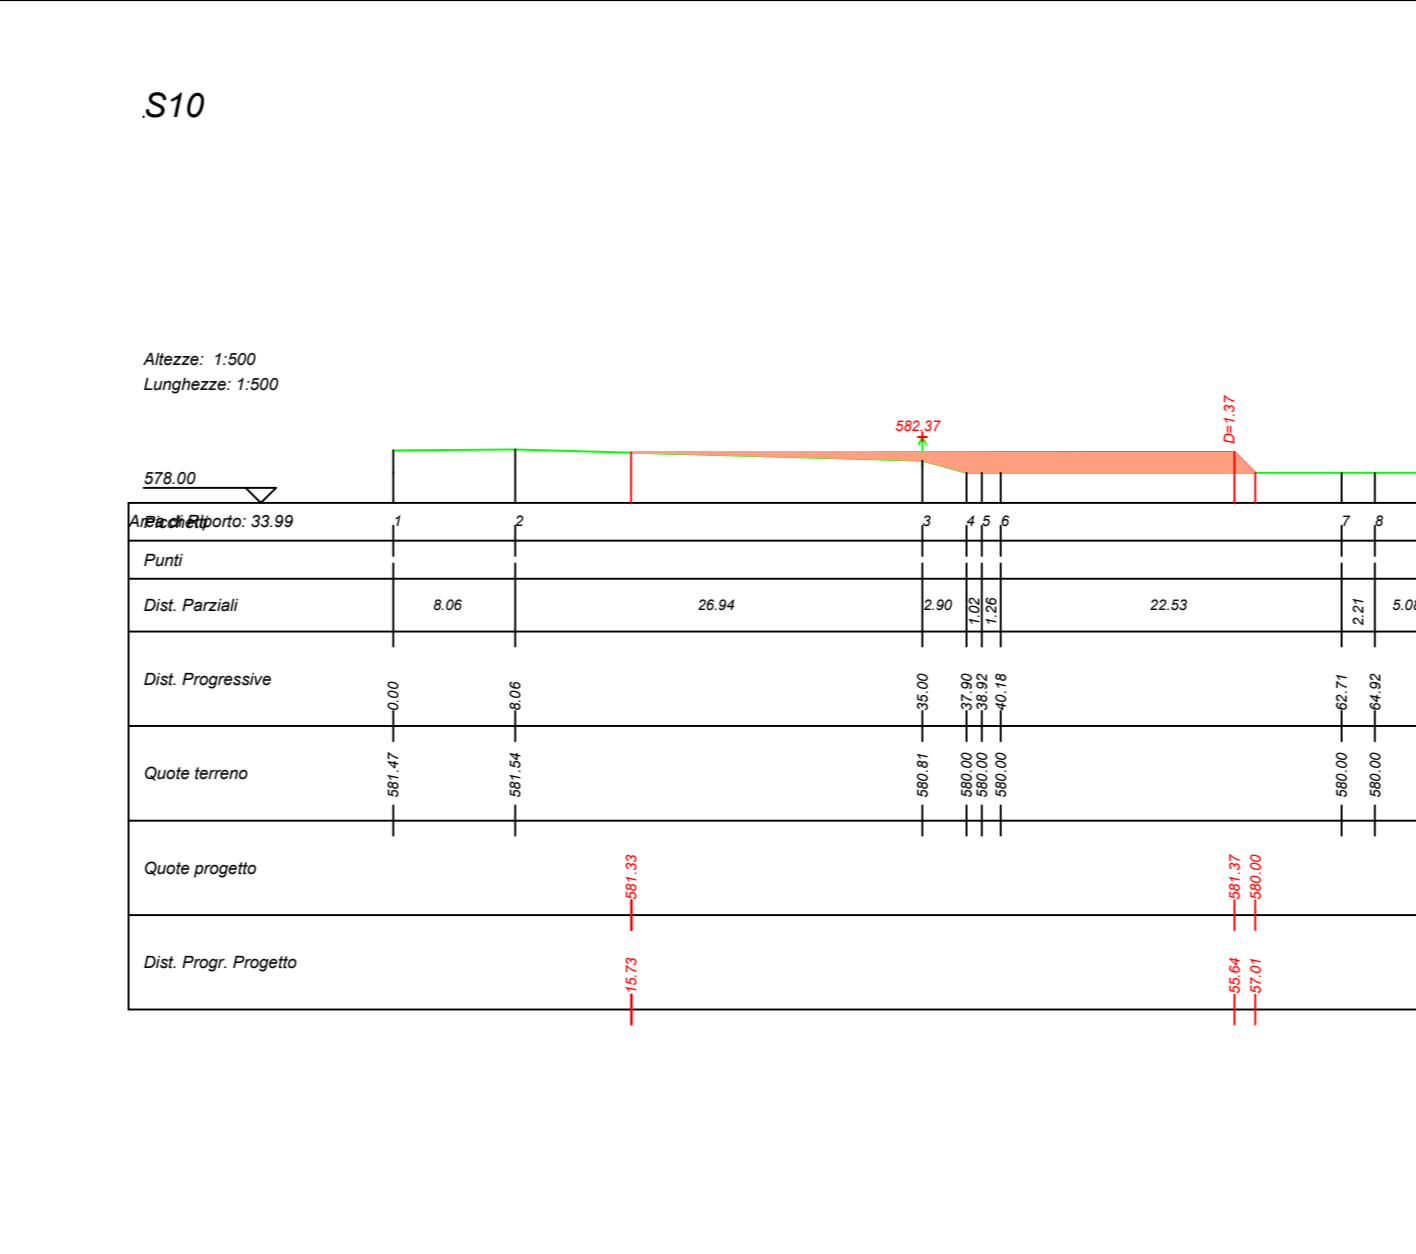 .S10
Altezze: 1:500
Lunghezze: 1:500
582.37
D=1.37
578.00
Area di Riporto: 33.99
Picchetti 1 2 3 4 5 6 7 8
Punti
Dist. Parziali 8.06 26.94 2.90 1.02 1.26 22.53 2.21 5.08
Dist. Progressive 0.00 8.06 35.00 37.90 38.92 40.18 62.71 64.92
Quote terreno 581.47 581.54 580.81 580.00 580.00 580.00 580.00 580.00
Quote progetto 581.33 581.37 580.00
Dist. Progr. Progetto 15.73 55.64 57.01